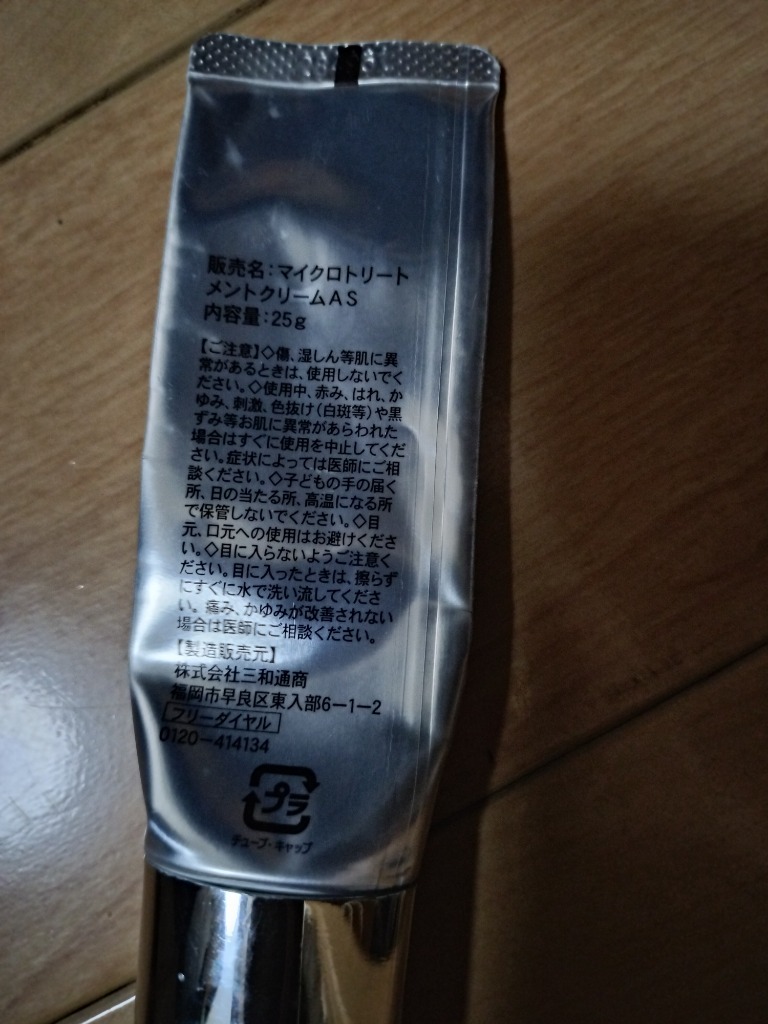 販売名:マイクロトリート
メントクリームAS
内容量:25g
【ご注意】◇傷、湿しん等肌に異
常があるときは、使用しないでく
ださい。◇使用中、赤み、はれ、か
ゆみ、刺激、色抜け(白斑等)や黒
ずみ等お肌に異常があらわれた
場合はすぐに使用を中止してくだ
さい。症状によっては医師にご相
談ください。◇子どもの手の届く
所、日の当たる所、高温になる所
で保管しないでください。◇目
元、口元への使用はお避けくださ
い。◇目に入らないようご注意く
ださい。目に入ったときは、擦らず
にすぐに水で洗い流してくださ
い。痛み、かゆみが改善されない
場合は医師にご相談ください。
【製造販売元】
株式会社三和通商
福岡市早良区東入部6-1-2
フリーダイヤル
0120-414134
プラ
チューブ・キャップ